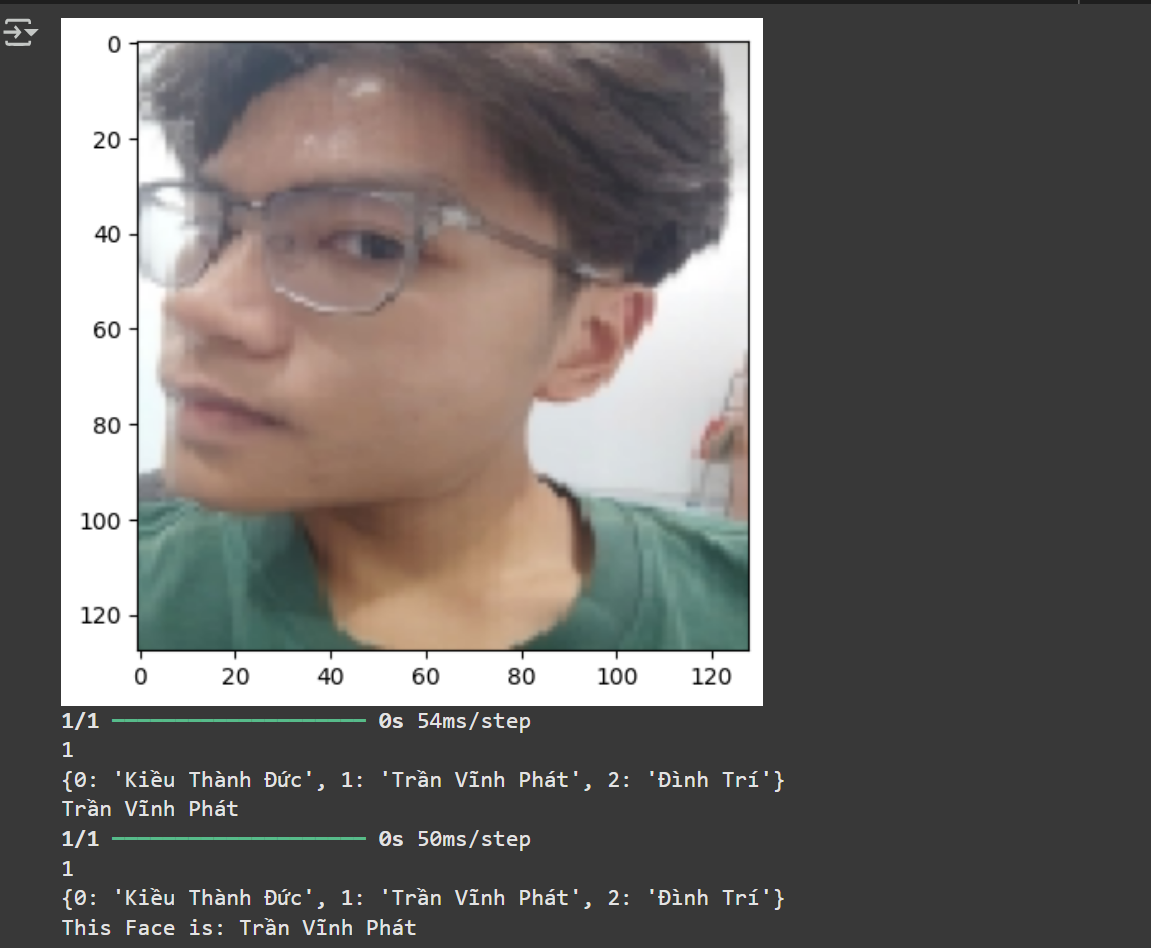 0
20
40
60
80
100
120
0 20 40 60 80 100 120
1/1 ━━━━━━━━━━━━━━━━━━━━ 0s 54ms/step
1
{0: 'Kiều Thành Đức', 1: 'Trần Vĩnh Phát', 2: 'Đình Trí'}
Trần Vĩnh Phát
1/1 ━━━━━━━━━━━━━━━━━━━━ 0s 50ms/step
1
{0: 'Kiều Thành Đức', 1: 'Trần Vĩnh Phát', 2: 'Đình Trí'}
This Face is: Trần Vĩnh Phát